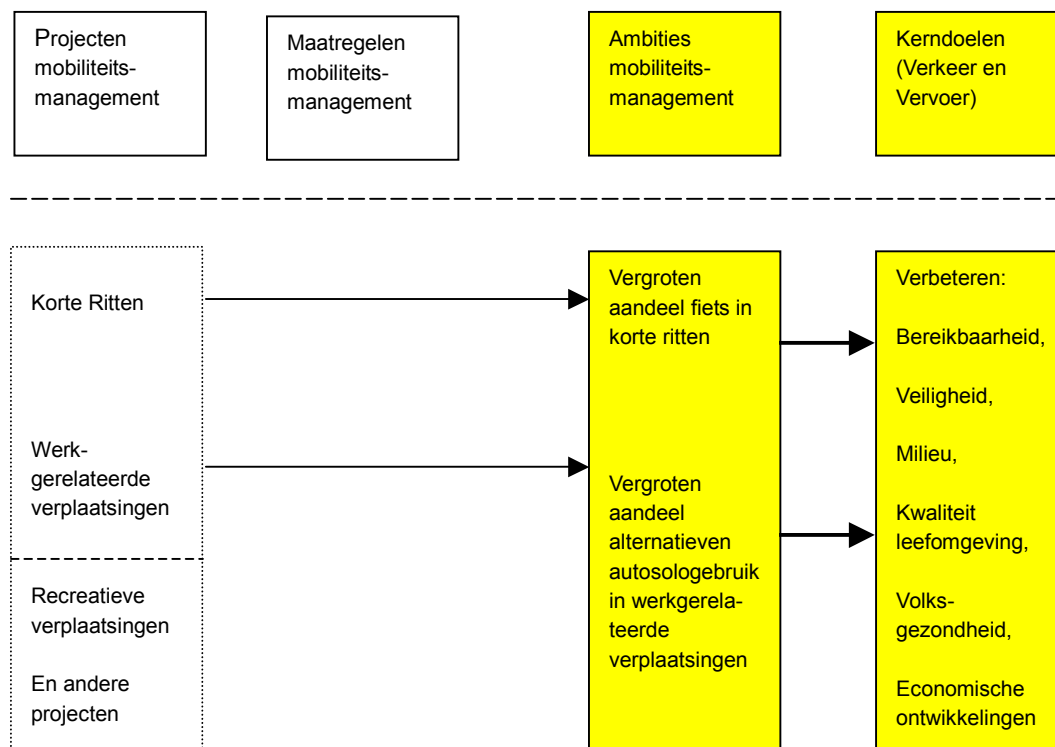 Projecten
mobiliteits-
management
Maatregelen
mobiliteits-
management
Ambities
mobiliteits-
management
Kerndoelen
(Verkeer en
Vervoer)
Korte Ritten
Werk-
gerelateerde
verplaatsingen
Recreatieve
verplaatsingen
En andere
projecten
Vergroten
aandeel fiets in
korte ritten
Vergroten
aandeel
alternatieven
autosologebruik
in werkgerela-
teerde
verplaatsingen
Verbeteren:
Bereikbaarheid,
Veiligheid,
Milieu,
Kwaliteit
leefomgeving,
Volks-
gezondheid,
Economische
ontwikkelingen